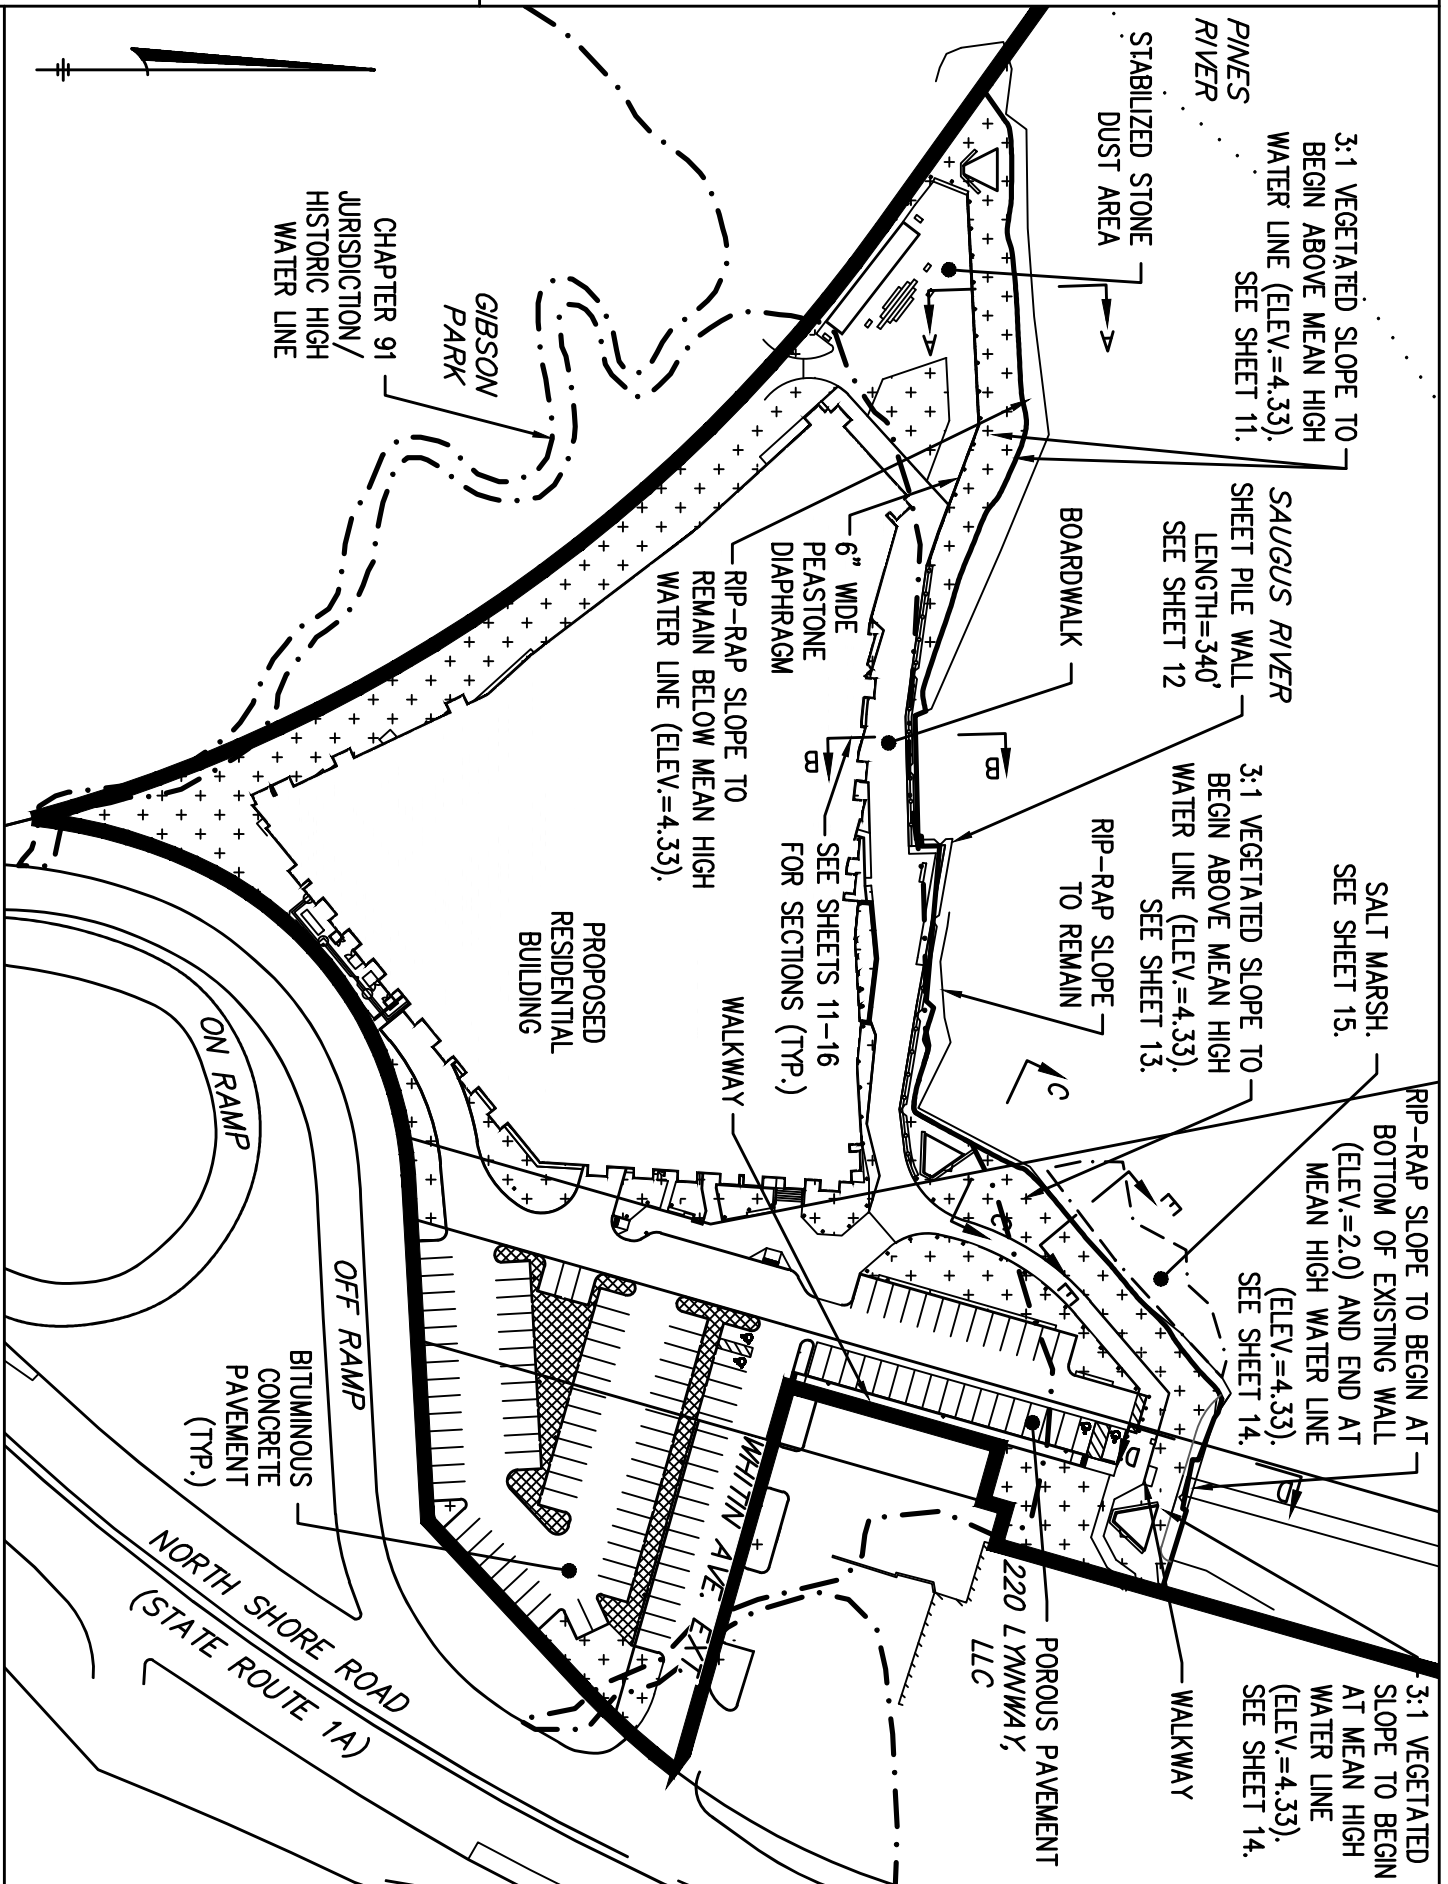 PINES
RIVER
STABILIZED STONE
DUST AREA
3:1 VEGETATED SLOPE TO
BEGIN ABOVE MEAN HIGH
WATER LINE (ELEV.=4.33).
SEE SHEET 11.
SAUGUS RIVER
SHEET PILE WALL
LENGTH=340'
SEE SHEET 12
BOARDWALK
3:1 VEGETATED SLOPE TO
BEGIN ABOVE MEAN HIGH
WATER LINE (ELEV.=4.33).
SEE SHEET 13.
RIP-RAP SLOPE
TO REMAIN
SALT MARSH.
SEE SHEET 15.
RIP-RAP SLOPE TO BEGIN AT
BOTTOM OF EXISTING WALL
(ELEV.=2.0) AND END AT
MEAN HIGH WATER LINE
(ELEV.=4.33).
SEE SHEET 14.
3:1 VEGETATED
SLOPE TO BEGIN
AT MEAN HIGH
WATER LINE
(ELEV.=4.33).
SEE SHEET 14.
A
A
B
B
C
C
E
E
D
D
CHAPTER 91
JURISDICTION/
HISTORIC HIGH
WATER LINE
GIBSON
PARK
6" WIDE
PEASTONE
DIAPHRAGM
RIP-RAP SLOPE TO
REMAIN BELOW MEAN HIGH
WATER LINE (ELEV.=4.33).
SEE SHEETS 11-16
FOR SECTIONS (TYP.)
WALKWAY
PROPOSED
RESIDENTIAL
BUILDING
WALKWAY
POROUS PAVEMENT
220 LYNNWAY,
LLC
WHITIN AVE. EXT
ON RAMP
OFF RAMP
BITUMINOUS
CONCRETE
PAVEMENT
(TYP.)
NORTH SHORE ROAD
(STATE ROUTE 1A)